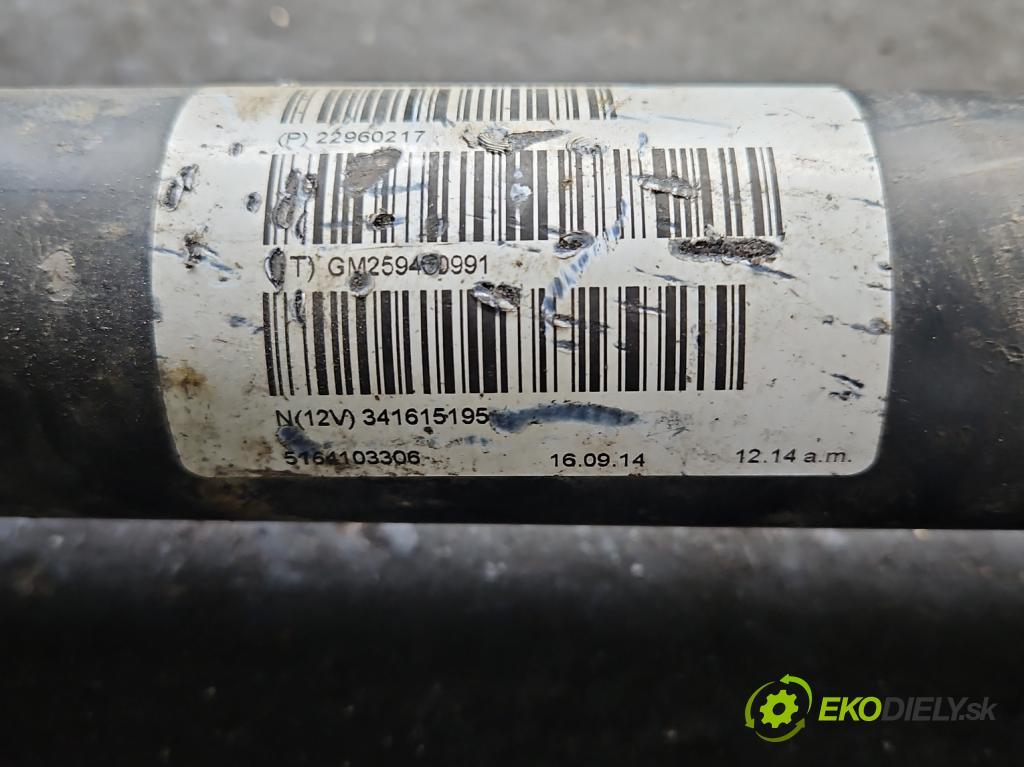 (P) 22960217
T) GM259400991
N(12V) 341615195
5164103306 16.09.14 12.14 a.m.
EKODIELY.sk